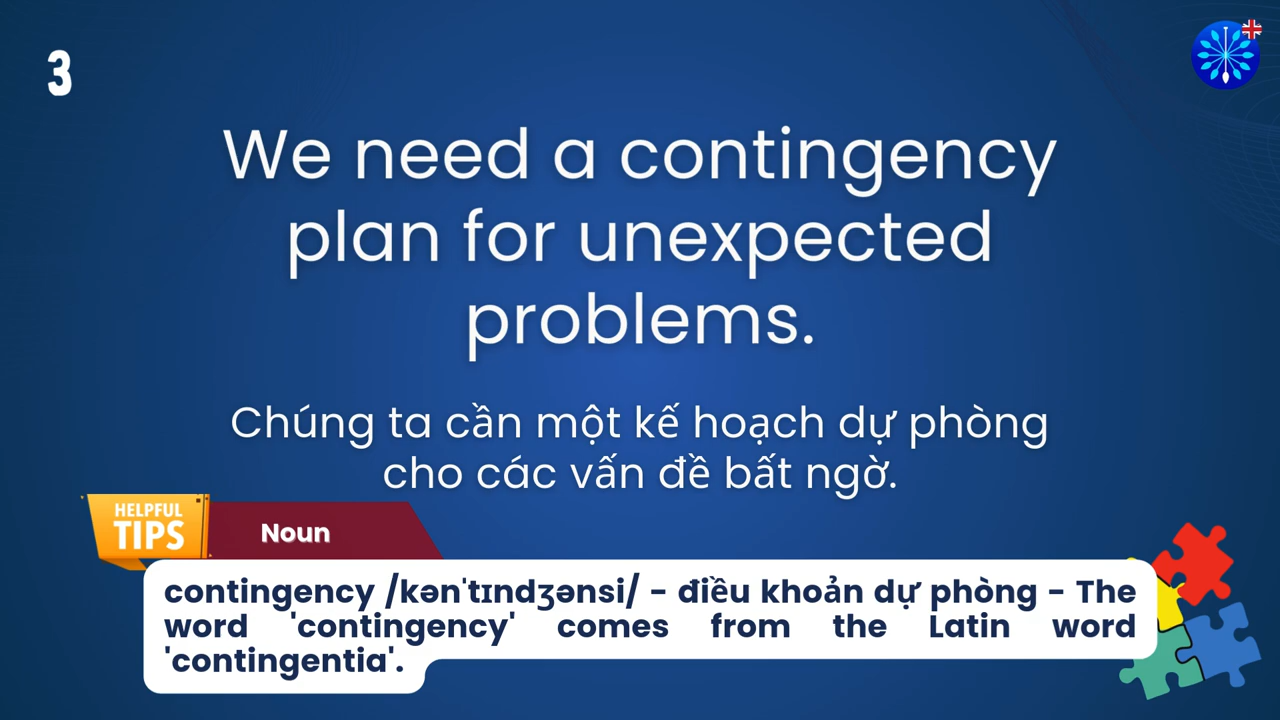 3
We need a contingency
plan for unexpected
problems.
Chúng ta cần một kế hoạch dự phòng
cho các vấn đề bất ngờ.
HELPFUL
TIPS
Noun
contingency /kən'tɪndʒənsi/ - điều khoản dự phòng - The
word 'contingency' comes from the Latin word
'contingentia'.